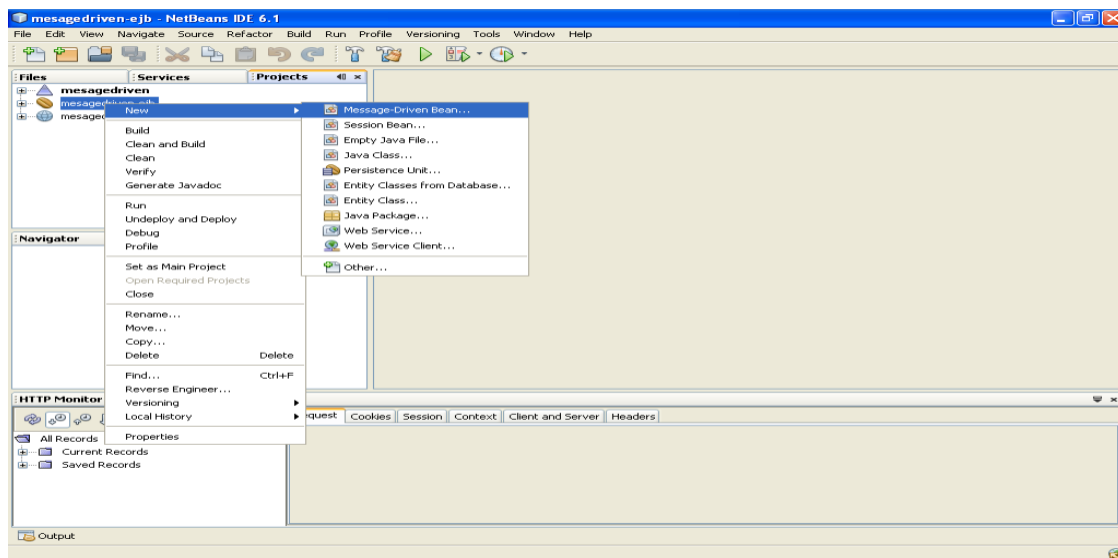 mesagedriven-ejb - NetBeans IDE 6.1
File Edit View Navigate Source Refactor Build Run Profile Versioning Tools Window Help
Files Services Projects
mesagedriven
mesagedriven-ejb
mesaged
New
Build
Clean and Build
Clean
Verify
Generate Javadoc
Run
Undeploy and Deploy
Debug
Profile
Set as Main Project
Open Required Projects
Close
Rename...
Move...
Copy...
Delete Delete
Find... Ctrl+F
Reverse Engineer...
Versioning
Local History
Properties
Message-Driven Bean...
Session Bean...
Empty Java File...
Java Class...
Persistence Unit...
Entity Classes from Database...
Entity Class...
Java Package...
Web Service...
Web Service Client...
Other...
Navigator
HTTP Monitor
quest Cookies Session Context Client and Server Headers
All Records
Current Records
Saved Records
Output